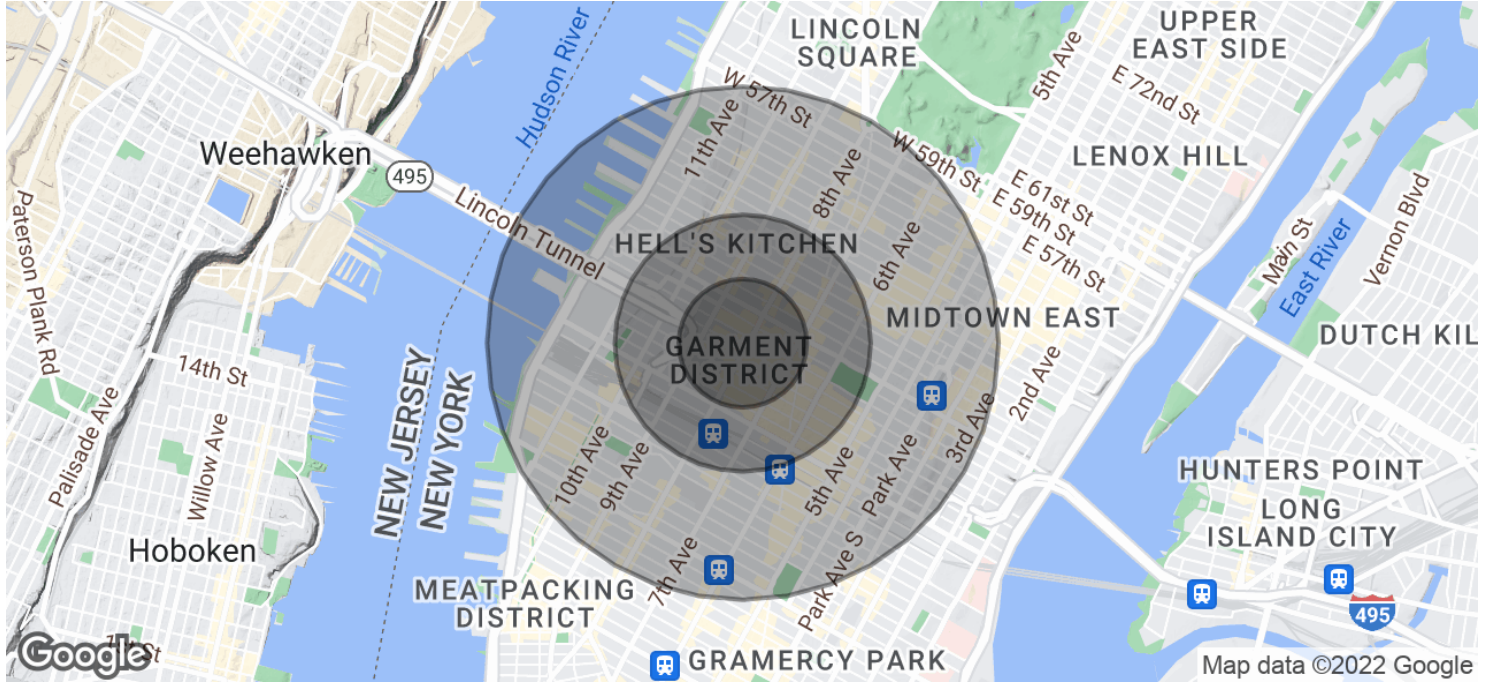 LINCOLN
SQUARE
UPPER
EAST SIDE
5th Ave
E 72nd St
Hudson River
W 57th St
11th Ave
Weehawken
495
W 59th St
LENOX HILL
8th Ave
E 61st St
E 59th St
E 57th St
Lincoln Tunnel
HELL'S KITCHEN
6th Ave
Main St
East River
Vernon Blvd
Paterson Plank Rd
MIDTOWN EAST
DUTCH KIL
GARMENT
DISTRICT
14th St
NEW JERSEY
NEW YORK
2nd Ave
3rd Ave
Palisade Ave
Willow Ave
10th Ave
9th Ave
5th Ave
Park Ave
HUNTERS POINT
LONG
ISLAND CITY
Hoboken
7th Ave
Park Ave S
MEATPACKING
DISTRICT
495
Google
St
GRAMERCY PARK
Map data ©2022 Google